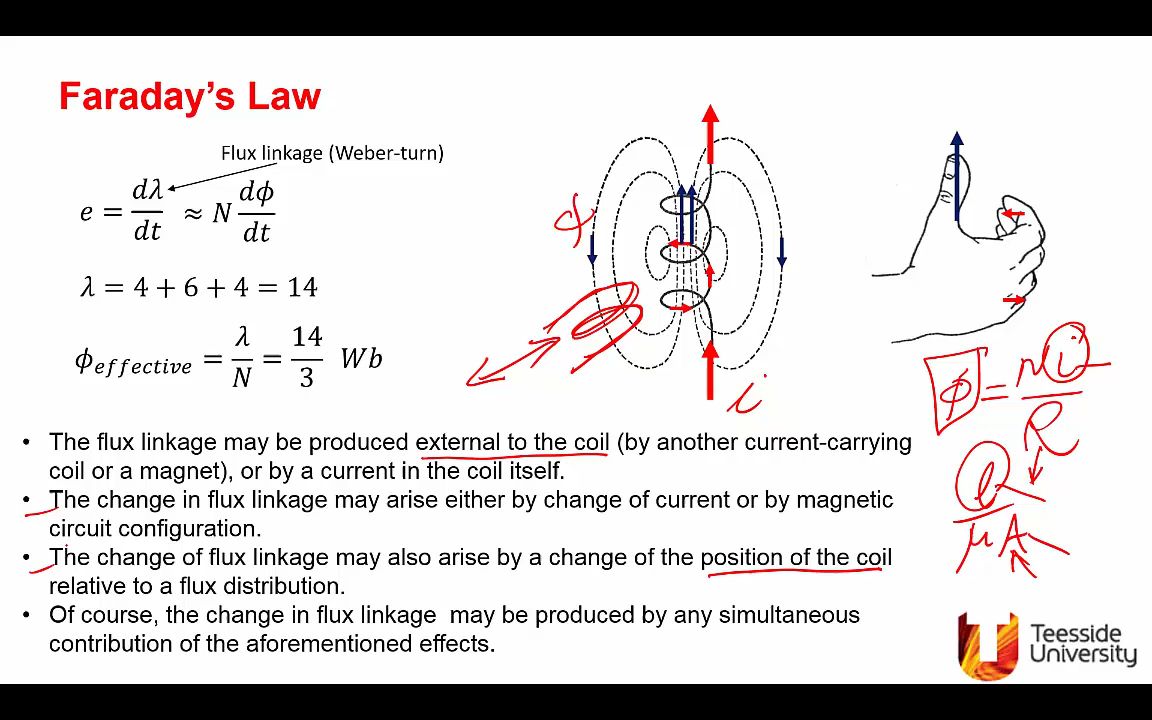 Faraday's Law
Flux linkage (Weber-turn)
e = dλ/dt ≈ N dϕ/dt
λ = 4 + 6 + 4 = 14
ϕeffective = λ/N = 14/3 Wb
ϕ
i
ϕ = Ni/R
l/μA
• The flux linkage may be produced external to the coil (by another current-carrying
coil or a magnet), or by a current in the coil itself.
• The change in flux linkage may arise either by change of current or by magnetic
circuit configuration.
• The change of flux linkage may also arise by a change of the position of the coil
relative to a flux distribution.
• Of course, the change in flux linkage may be produced by any simultaneous
contribution of the aforementioned effects.
Teesside
University